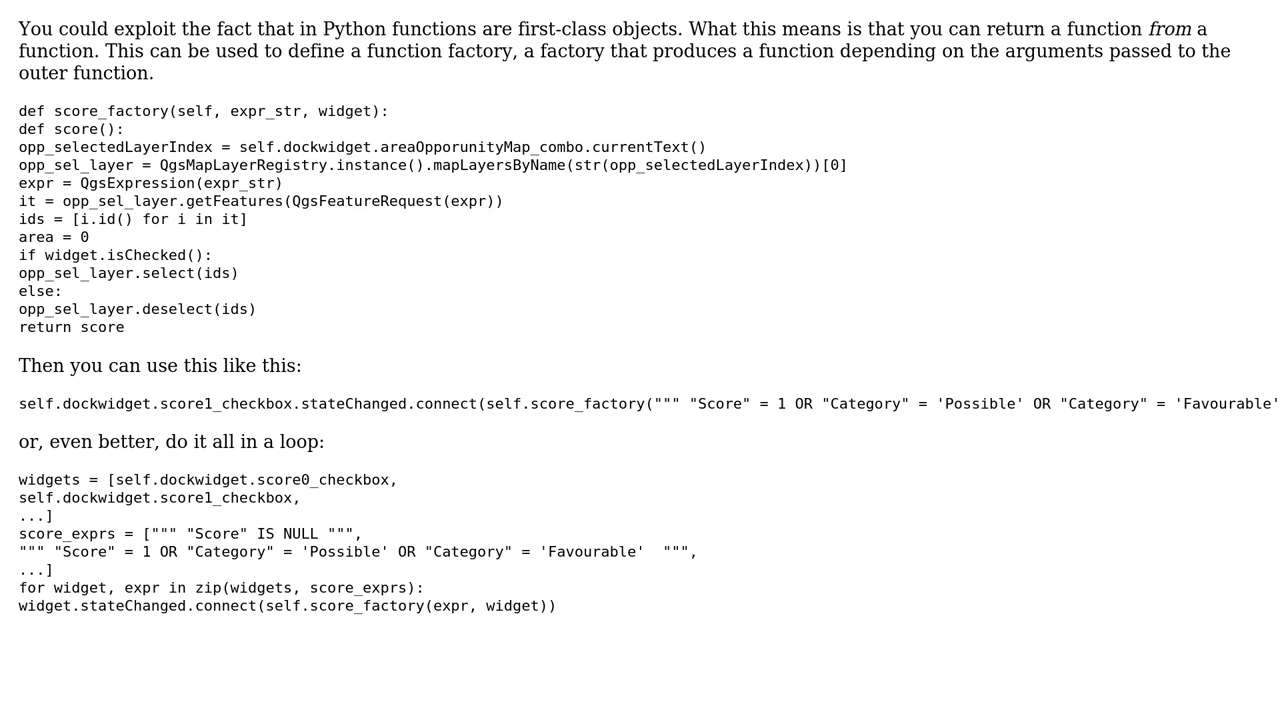 You could exploit the fact that in Python functions are first-class objects. What this means is that you can return a function from a
function. This can be used to define a function factory, a factory that produces a function depending on the arguments passed to the
outer function.
def score_factory(self, expr_str, widget):
def score():
opp_selectedLayerIndex = self.dockwidget.areaOpporunityMap_combo.currentText()
opp_sel_layer = QgsMapLayerRegistry.instance().mapLayersByName(str(opp_selectedLayerIndex))[0]
expr = QgsExpression(expr_str)
it = opp_sel_layer.getFeatures(QgsFeatureRequest(expr))
ids = [i.id() for i in it]
area = 0
if widget.isChecked():
opp_sel_layer.select(ids)
else:
opp_sel_layer.deselect(ids)
return score
Then you can use this like this:
self.dockwidget.score1_checkbox.stateChanged.connect(self.score_factory(""" "Score" = 1 OR "Category" = 'Possible' OR "Category" = 'Favourable'
or, even better, do it all in a loop:
widgets = [self.dockwidget.score0_checkbox,
self.dockwidget.score1_checkbox,
...]
score_exprs = [""" "Score" IS NULL """,
""" "Score" = 1 OR "Category" = 'Possible' OR "Category" = 'Favourable'  """,
...]
for widget, expr in zip(widgets, score_exprs):
widget.stateChanged.connect(self.score_factory(expr, widget))